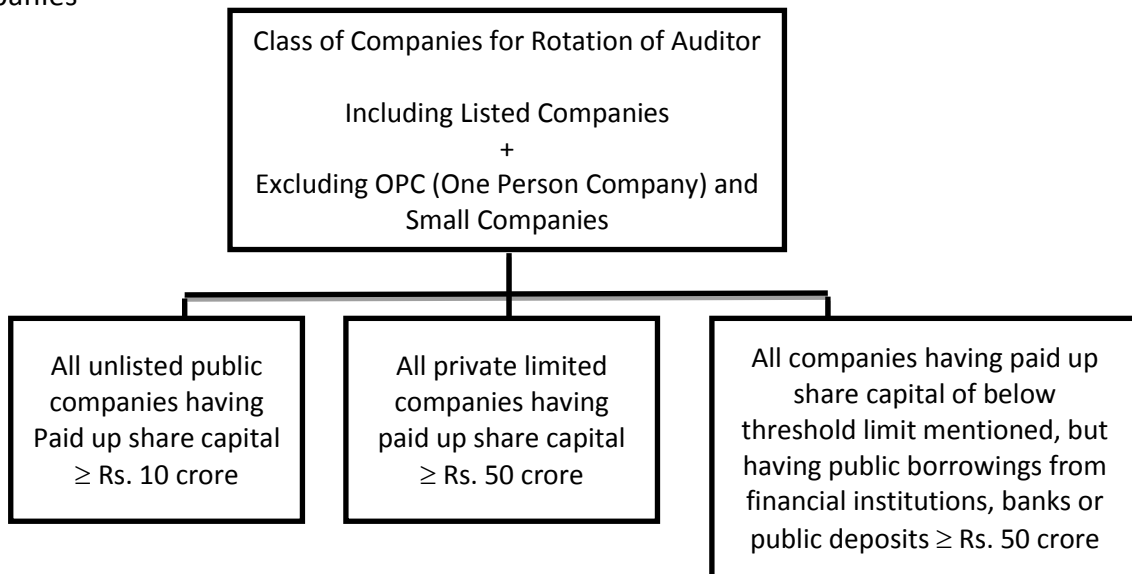 Class of Companies for Rotation of Auditor
Including Listed Companies
+
Excluding OPC (One Person Company) and
Small Companies
All unlisted public
companies having
Paid up share capital
≥ Rs. 10 crore
All private limited
companies having
paid up share capital
≥ Rs. 50 crore
All companies having paid up
share capital of below
threshold limit mentioned, but
having public borrowings from
financial institutions, banks or
public deposits ≥ Rs. 50 crore